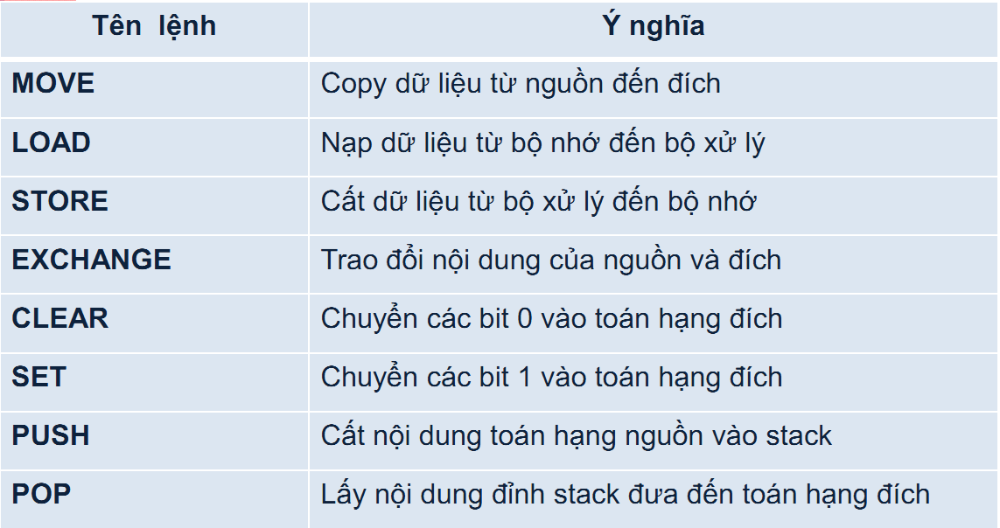 Tên lệnh Ý nghĩa
MOVE Copy dữ liệu từ nguồn đến đích
LOAD Nạp dữ liệu từ bộ nhớ đến bộ xử lý
STORE Cất dữ liệu từ bộ xử lý đến bộ nhớ
EXCHANGE Trao đổi nội dung của nguồn và đích
CLEAR Chuyển các bit 0 vào toán hạng đích
SET Chuyển các bit 1 vào toán hạng đích
PUSH Cất nội dung toán hạng nguồn vào stack
POP Lấy nội dung đỉnh stack đưa đến toán hạng đích